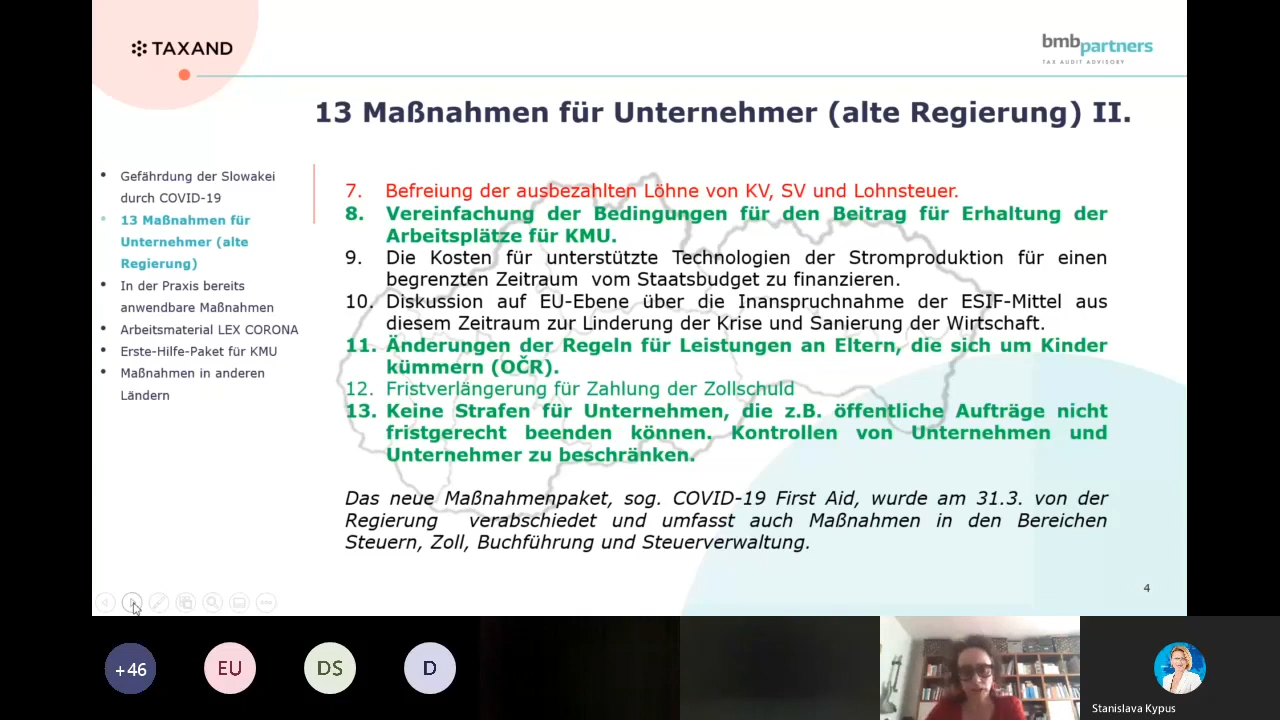 TAXAND
bmbpartners
TAX AUDIT ADVISORY
13 Maßnahmen für Unternehmer (alte Regierung) II.
• Gefährdung der Slowakei
durch COVID-19
• 13 Maßnahmen für
Unternehmer (alte
Regierung)
• In der Praxis bereits
anwendbare Maßnahmen
• Arbeitsmaterial LEX CORONA
• Erste-Hilfe-Paket für KMU
• Maßnahmen in anderen
Ländern
7. Befreiung der ausbezahlten Löhne von KV, SV und Lohnsteuer.
8. Vereinfachung der Bedingungen für den Beitrag für Erhaltung der
Arbeitsplätze für KMU.
9. Die Kosten für unterstützte Technologien der Stromproduktion für einen
begrenzten Zeitraum vom Staatsbudget zu finanzieren.
10. Diskussion auf EU-Ebene über die Inanspruchnahme der ESIF-Mittel aus
diesem Zeitraum zur Linderung der Krise und Sanierung der Wirtschaft.
11. Änderungen der Regeln für Leistungen an Eltern, die sich um Kinder
kümmern (OČR).
12. Fristverlängerung für Zahlung der Zollschuld
13. Keine Strafen für Unternehmen, die z.B. öffentliche Aufträge nicht
fristgerecht beenden können. Kontrollen von Unternehmen und
Unternehmer zu beschränken.
Das neue Maßnahmenpaket, sog. COVID-19 First Aid, wurde am 31.3. von der
Regierung verabschiedet und umfasst auch Maßnahmen in den Bereichen
Steuern, Zoll, Buchführung und Steuerverwaltung.
4
+46
EU
DS
D
Stanislava Kypus